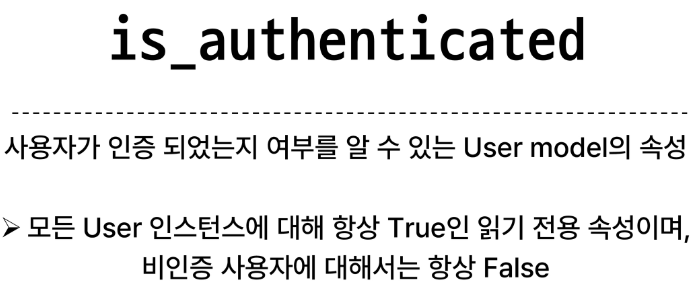 is_authenticated
사용자가 인증 되었는지 여부를 알 수 있는 User model의 속성
➢ 모든 User 인스턴스에 대해 항상 True인 읽기 전용 속성이며,
비인증 사용자에 대해서는 항상 False